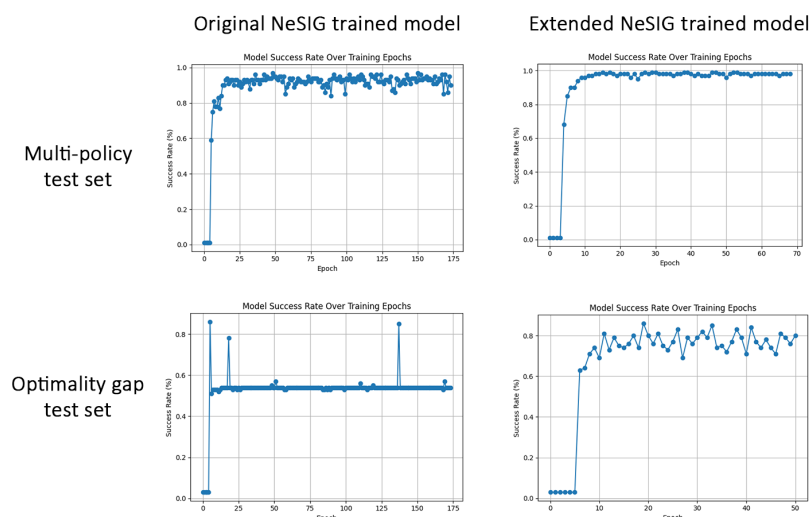 Original NeSIG trained model
Extended NeSIG trained model
Multi-policy
test set
Model Success Rate Over Training Epochs
Success Rate (%)
1.0
0.8
0.6
0.4
0.2
0.0
0
25
50
75
100
125
150
175
Epoch
Model Success Rate Over Training Epochs
Success Rate (%)
1.0
0.8
0.6
0.4
0.2
0.0
0
10
20
30
40
50
60
70
Epoch
Optimality gap
test set
Model Success Rate Over Training Epochs
Success Rate (%)
0.8
0.6
0.4
0.2
0.0
0
25
50
75
100
125
150
175
Epoch
Model Success Rate Over Training Epochs
Success Rate (%)
0.8
0.6
0.4
0.2
0.0
0
10
20
30
40
50
Epoch